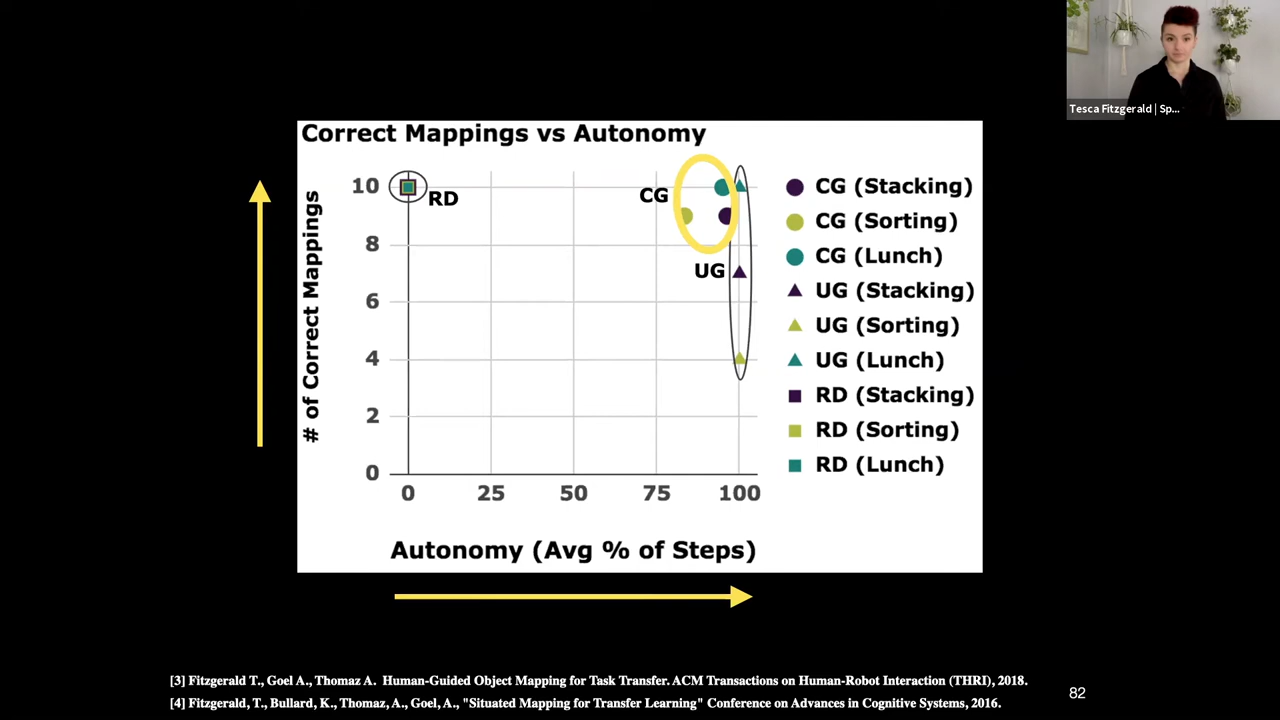 Tesca Fitzgerald | Sp...
Correct Mappings vs Autonomy
# of Correct Mappings
10
8
6
4
2
0
RD
CG
UG
0 25 50 75 100
Autonomy (Avg % of Steps)
CG (Stacking)
CG (Sorting)
CG (Lunch)
UG (Stacking)
UG (Sorting)
UG (Lunch)
RD (Stacking)
RD (Sorting)
RD (Lunch)
[3] Fitzgerald T., Goel A., Thomaz A. Human-Guided Object Mapping for Task Transfer. ACM Transactions on Human-Robot Interaction (THRI), 2018.
[4] Fitzgerald, T., Bullard, K., Thomaz, A., Goel, A., "Situated Mapping for Transfer Learning" Conference on Advances in Cognitive Systems, 2016.
82